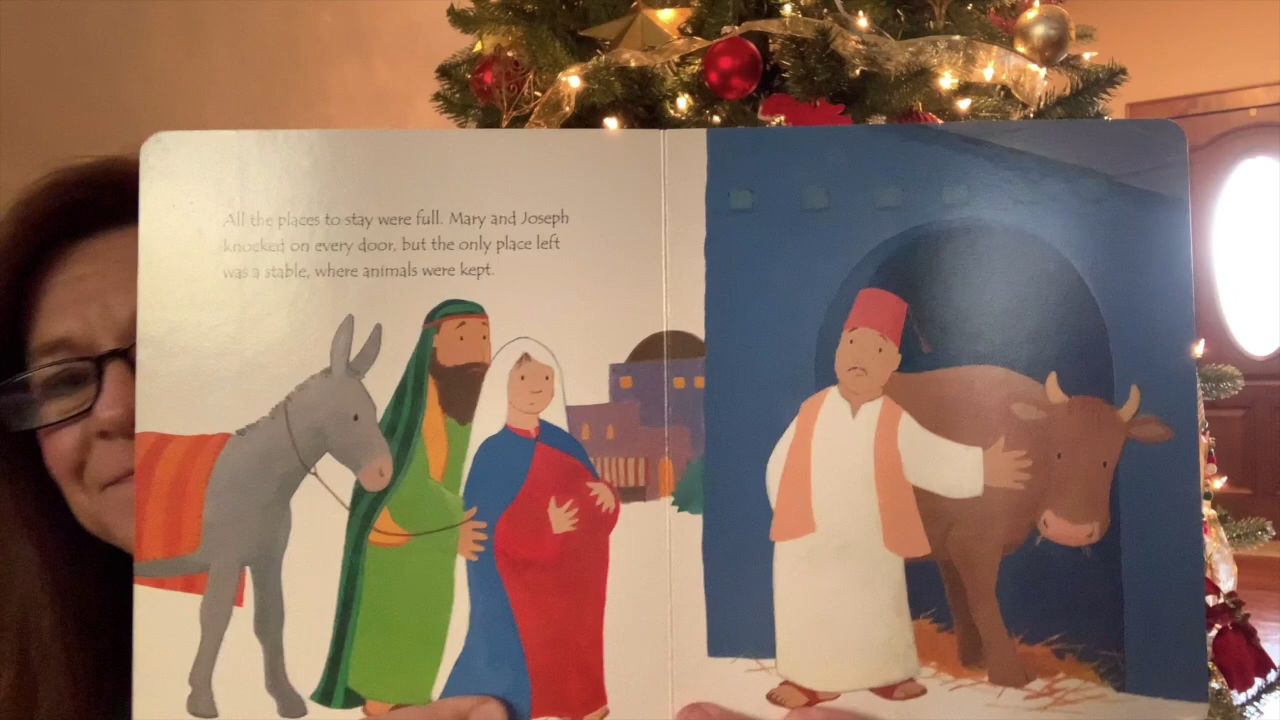 All the places to stay were full. Mary and Joseph
knocked on every door, but the only place left
was a stable, where animals were kept.